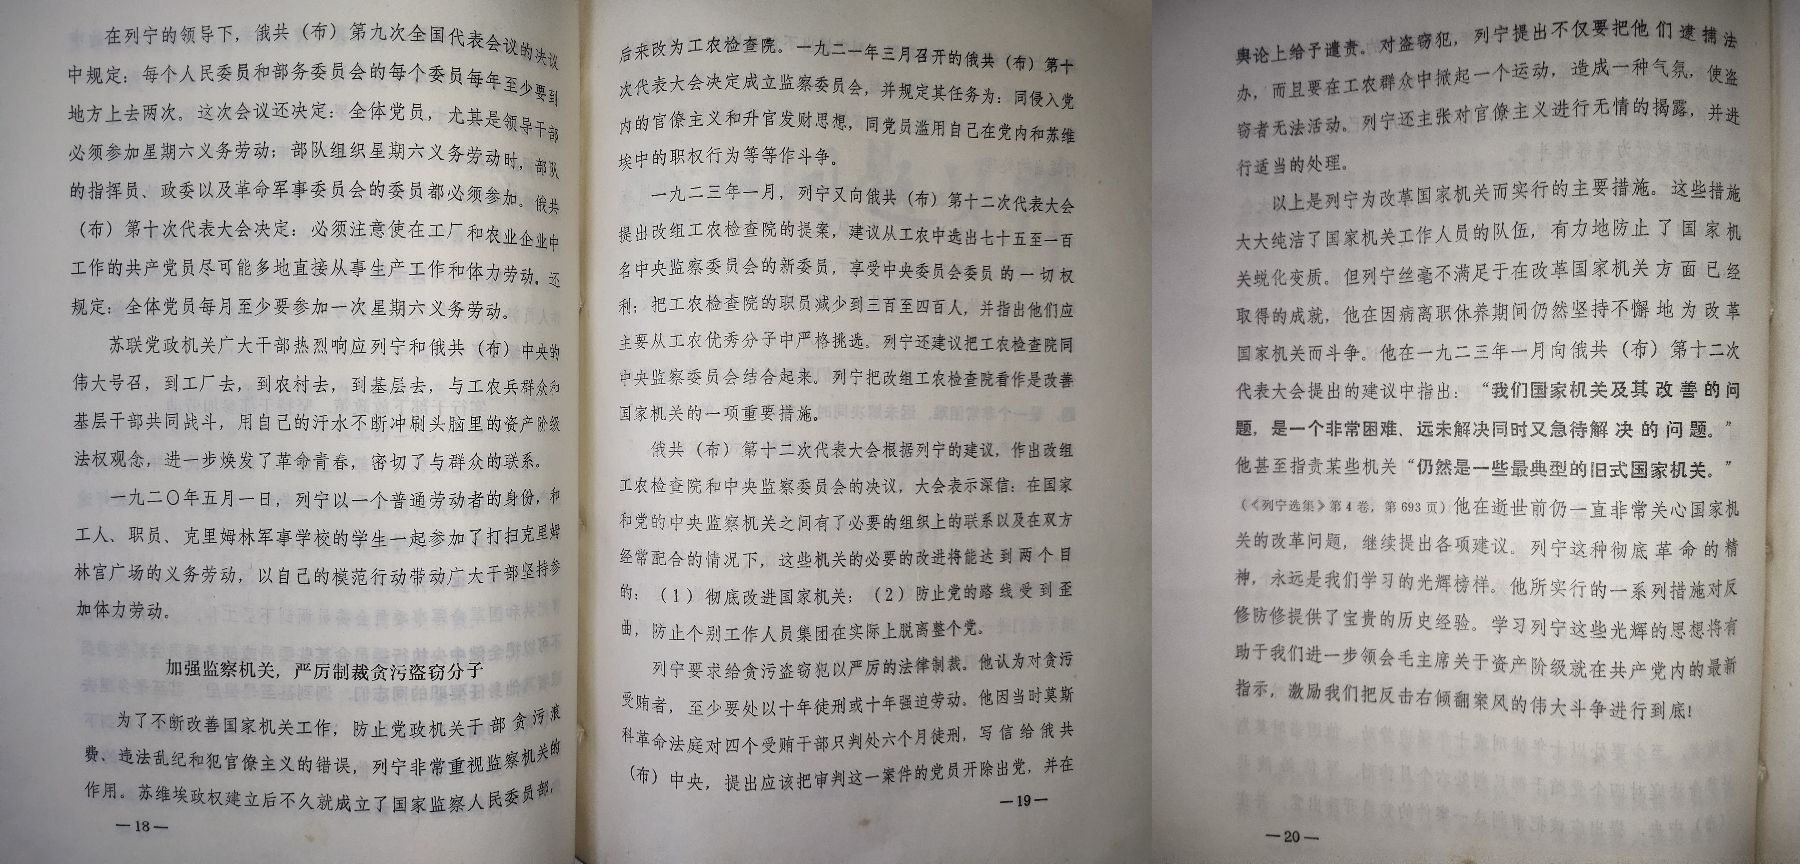 在列宁的领导下，俄共（布）第九次全国代表会议的决议
中规定：每个人民委员和部务委员会的每个委员每年至少要到
地方上去两次。这次会议还决定：全体党员，尤其是领导干部
必须参加星期六义务劳动；部队组织星期六义务劳动时，部队
的指挥员、政委以及革命军事委员会的委员都必须参加。俄共
（布）第十次代表大会决定：必须注意使在工厂和农业企业中
工作的共产党员尽可能多地直接从事生产工作和体力劳动。还
规定：全体党员每月至少要参加一次星期六义务劳动。
苏联党政机关广大干部热烈响应列宁和俄共（布）中央的
伟大号召，到工厂去，到农村去，到基层去，与工农兵群众和
基层干部共同战斗，用自己的汗水不断冲刷头脑里的资产阶级
法权观念，进一步焕发了革命青春，密切了与群众的联系。
一九二〇年五月一日，列宁以一个普通劳动者的身份，和
工人、职员、克里姆林军事学校的学生一起参加了打扫克里姆
林宫广场的义务劳动，以自己的模范行动带动广大干部坚持参
加体力劳动。
加强监察机关，严厉制裁贪污盗窃分子
为了不断改善国家机关工作，防止党政机关干部贪污浪
费、违法乱纪和犯官僚主义的错误，列宁非常重视监察机关的
作用。苏维埃政权建立后不久就成立了国家监察人民委员部，
—18—
后来改为工农检查院。一九二一年三月召开的俄共（布）第十
次代表大会决定成立监察委员会，并规定其任务为：同侵入党
内的官僚主义和升官发财思想，同党员滥用自己在党内和苏维
埃中的职权行为等等作斗争。
一九二三年一月，列宁又向俄共（布）第十二次代表大会
提出改组工农检查院的提案，建议从工农中选出七十五至一百
名中央监察委员会的新委员，享受中央委员会委员的一切权
利；把工农检查院的职员减少到三百至四百人，并指出他们应
主要从工农优秀分子中严格挑选。列宁还建议把工农检查院同
中央监察委员会结合起来。列宁把改组工农检查院看作是改善
国家机关的一项重要措施。
俄共（布）第十二次代表大会根据列宁的建议，作出改组
工农检查院和中央监察委员会的决议，大会表示深信：在国家
和党的中央监察机关之间有了必要的组织上的联系以及在双方
经常配合的情况下，这些机关的必要的改进将能达到两个目
的：（1）彻底改进国家机关；（2）防止党的路线受到歪
曲，防止个别工作人员集团在实际上脱离整个党。
列宁要求给贪污盗窃犯以严厉的法律制裁。他认为对贪污
受贿者，至少要处以十年徒刑或十年强迫劳动。他因当时莫斯
科革命法庭对四个受贿干部只判处六个月徒刑，写信给俄共
（布）中央，提出应该把审判这一案件的党员开除出党，并在
—19—
舆论上给予谴责。对盗窃犯，列宁提出不仅要把他们逮捕法
办，而且要在工农群众中掀起一个运动，造成一种气氛，使盗
窃者无法活动。列宁还主张对官僚主义进行无情的揭露，并进
行适当的处理。
以上是列宁为改革国家机关而实行的主要措施。这些措施
大大纯洁了国家机关工作人员的队伍，有力地防止了国家机
关蜕化变质。但列宁丝毫不满足于在改革国家机关方面已经
取得的成就，他在因病离职休养期间仍然坚持不懈地为改革
国家机关而斗争。他在一九二三年一月向俄共（布）第十二次
代表大会提出的建议中指出：“我们国家机关及其改善的问
题，是一个非常困难、远未解决同时又急待解决的问题。”
他甚至指责某些机关“仍然是一些最典型的旧式国家机关。”
（《列宁选集》第4卷，第693页）他在逝世前仍一直非常关心国家机
关的改革问题，继续提出各项建议。列宁这种彻底革命的精
神，永远是我们学习的光辉榜样。他所实行的一系列措施对反
修防修提供了宝贵的历史经验。学习列宁这些光辉的思想将有
助于我们进一步领会毛主席关于资产阶级就在共产党内的最新
指示，激励我们把反击右倾翻案风的伟大斗争进行到底！
—20—